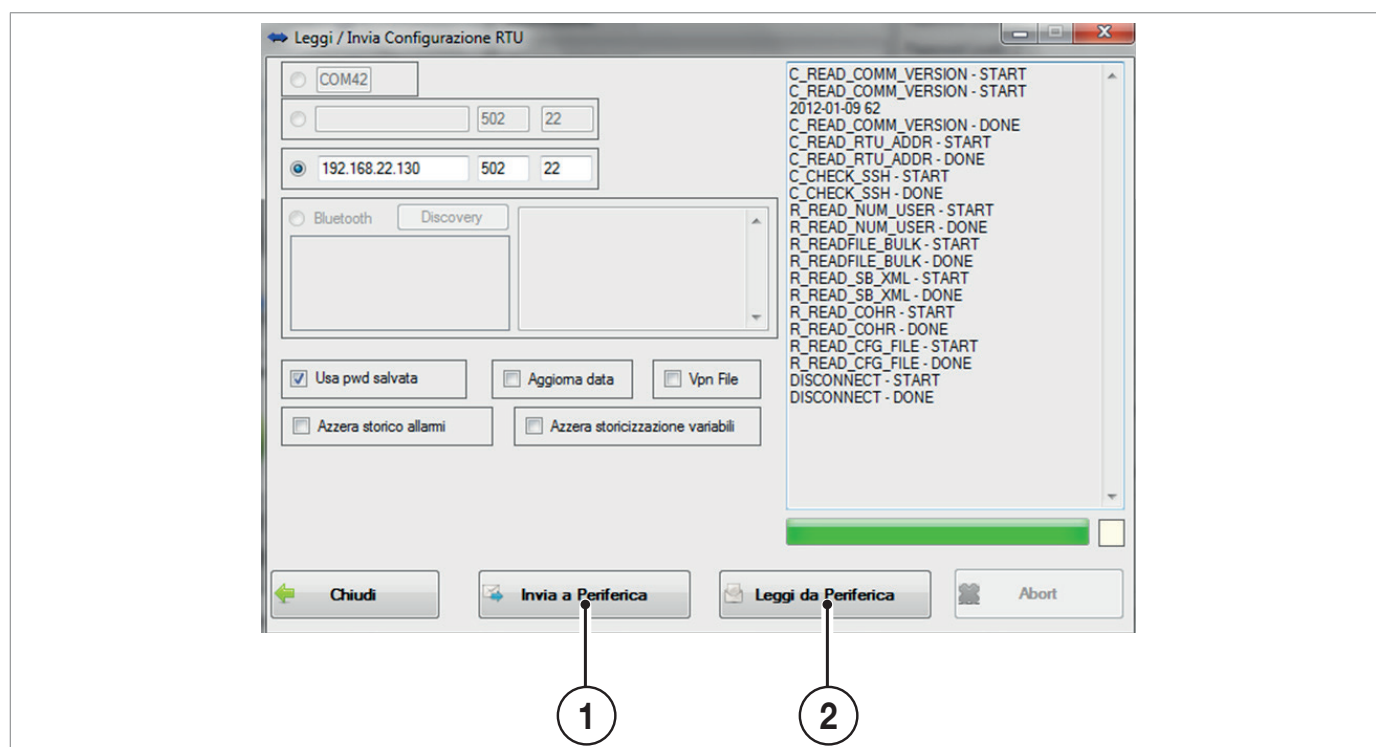 Leggi / Invia Configurazione RTU
COM42
502 22
192.168.22.130 502 22
Bluetooth Discovery
Usa pwd salvata Aggiorna data Vpn File
Azzera storico allarmi Azzera storicizzazione variabili
C_READ_COMM_VERSION - START
C_READ_COMM_VERSION - START
2012-01-09 62
C_READ_COMM_VERSION - DONE
C_READ_RTU_ADDR - START
C_READ_RTU_ADDR - DONE
C_CHECK_SSH - START
C_CHECK_SSH - DONE
R_READ_NUM_USER - START
R_READ_NUM_USER - DONE
R_READFILE_BULK - START
R_READFILE_BULK - DONE
R_READ_SB_XML - START
R_READ_SB_XML - DONE
R_READ_COHR - START
R_READ_COHR - DONE
R_READ_CFG_FILE - START
R_READ_CFG_FILE - DONE
DISCONNECT - START
DISCONNECT - DONE
Chiudi Invia a Periferica Leggi da Periferica Abort
1 2